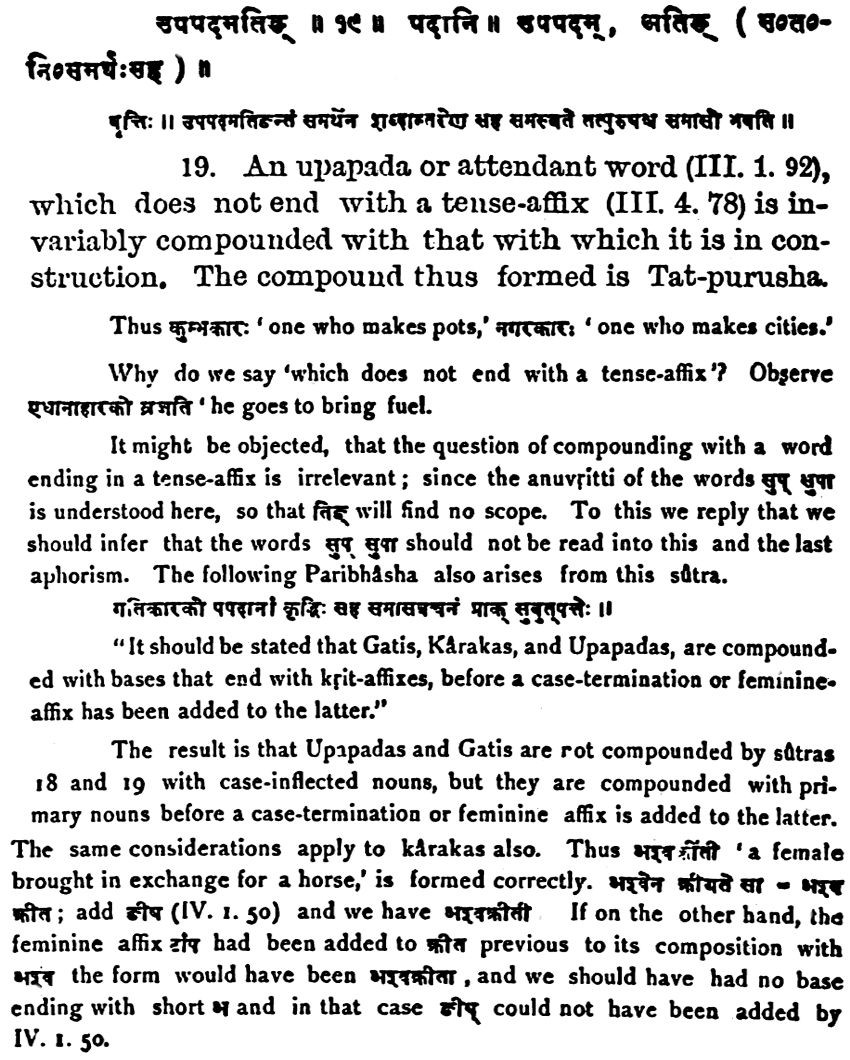 उपपदमतिङ् ॥ १९ ॥ पदानि ॥ उपपदम्, अतिङ् ( स०त०-
नि०समर्थःसह ) ॥
वृत्तिः ॥ उपपदमतिङन्तं समर्थेन शब्दान्तरेण सह समस्यते तत्पुरुषश्च समासो भवति ॥
19. An upapada or attendant word (III. 1. 92),
which does not end with a tense-affix (III. 4. 78) is in-
variably compounded with that with which it is in con-
struction. The compound thus formed is Tat-purusha.
Thus कुम्भकारः 'one who makes pots,' नगरकारः 'one who makes cities.'
Why do we say 'which does not end with a tense-affix'? Observe
एधानाहारको व्रजति 'he goes to bring fuel.
It might be objected, that the question of compounding with a word
ending in a tense-affix is irrelevant; since the anuvṛitti of the words सुप् सुपा
is understood here, so that तिङ् will find no scope. To this we reply that we
should infer that the words सुप् सुपा should not be read into this and the last
aphorism. The following Paribhâsha also arises from this sûtra.
गतिकारको पपदानां कृद्भिः सह समासवचनं प्राक् सुबुत्पत्तेः ॥
"It should be stated that Gatis, Kârakas, and Upapadas, are compound-
ed with bases that end with kṛit-affixes, before a case-termination or feminine-
affix has been added to the latter."
The result is that Upapadas and Gatis are not compounded by sûtras
18 and 19 with case-inflected nouns, but they are compounded with pri-
mary nouns before a case-termination or feminine affix is added to the latter.
The same considerations apply to kârakas also. Thus अश्वक्रीती 'a female
brought in exchange for a horse,' is formed correctly. अश्वेन क्रीयते सा = अश्व
क्रीत; add ङीष (IV. 1. 50) and we have अश्वक्रीती If on the other hand, the
feminine affix टाप had been added to क्रीत previous to its composition with
अश्व the form would have been अश्वक्रीता, and we should have had no base
ending with short अ and in that case ङीष् could not have been added by
IV. 1. 50.